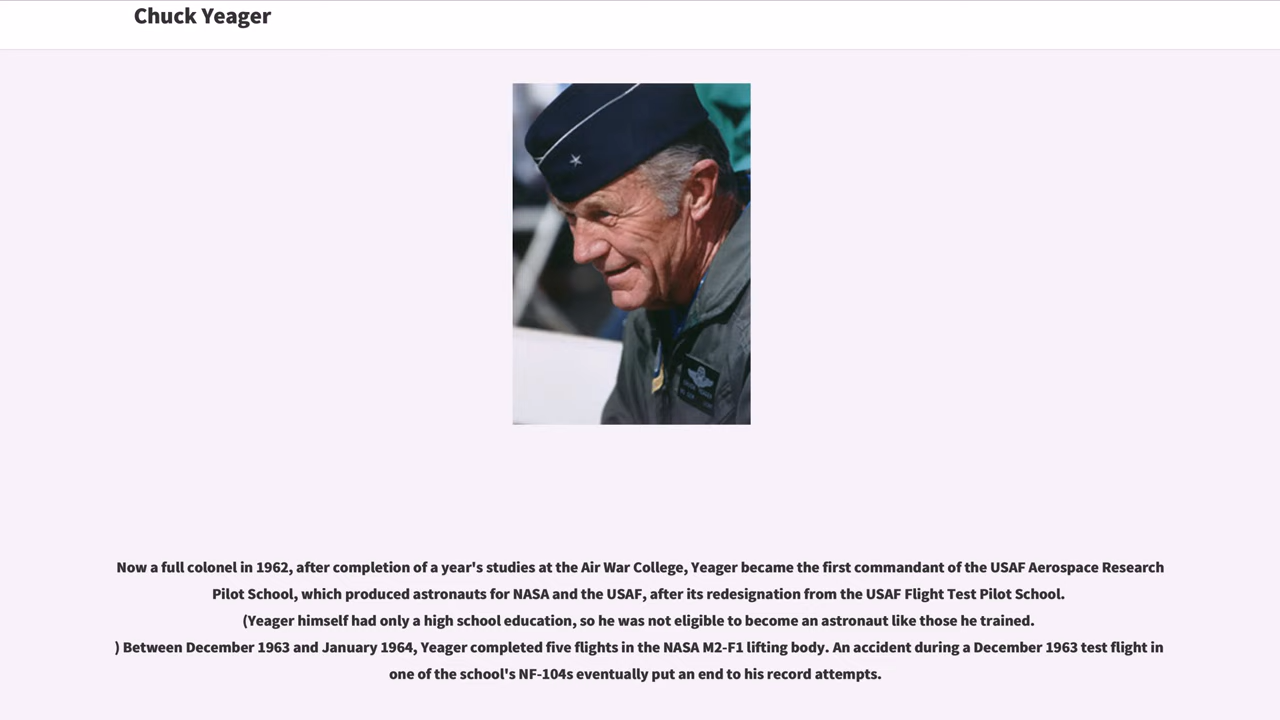 Chuck Yeager
Now a full colonel in 1962, after completion of a year's studies at the Air War College, Yeager became the first commandant of the USAF Aerospace Research
Pilot School, which produced astronauts for NASA and the USAF, after its redesignation from the USAF Flight Test Pilot School.
(Yeager himself had only a high school education, so he was not eligible to become an astronaut like those he trained.
) Between December 1963 and January 1964, Yeager completed five flights in the NASA M2-F1 lifting body. An accident during a December 1963 test flight in
one of the school's NF-104s eventually put an end to his record attempts.